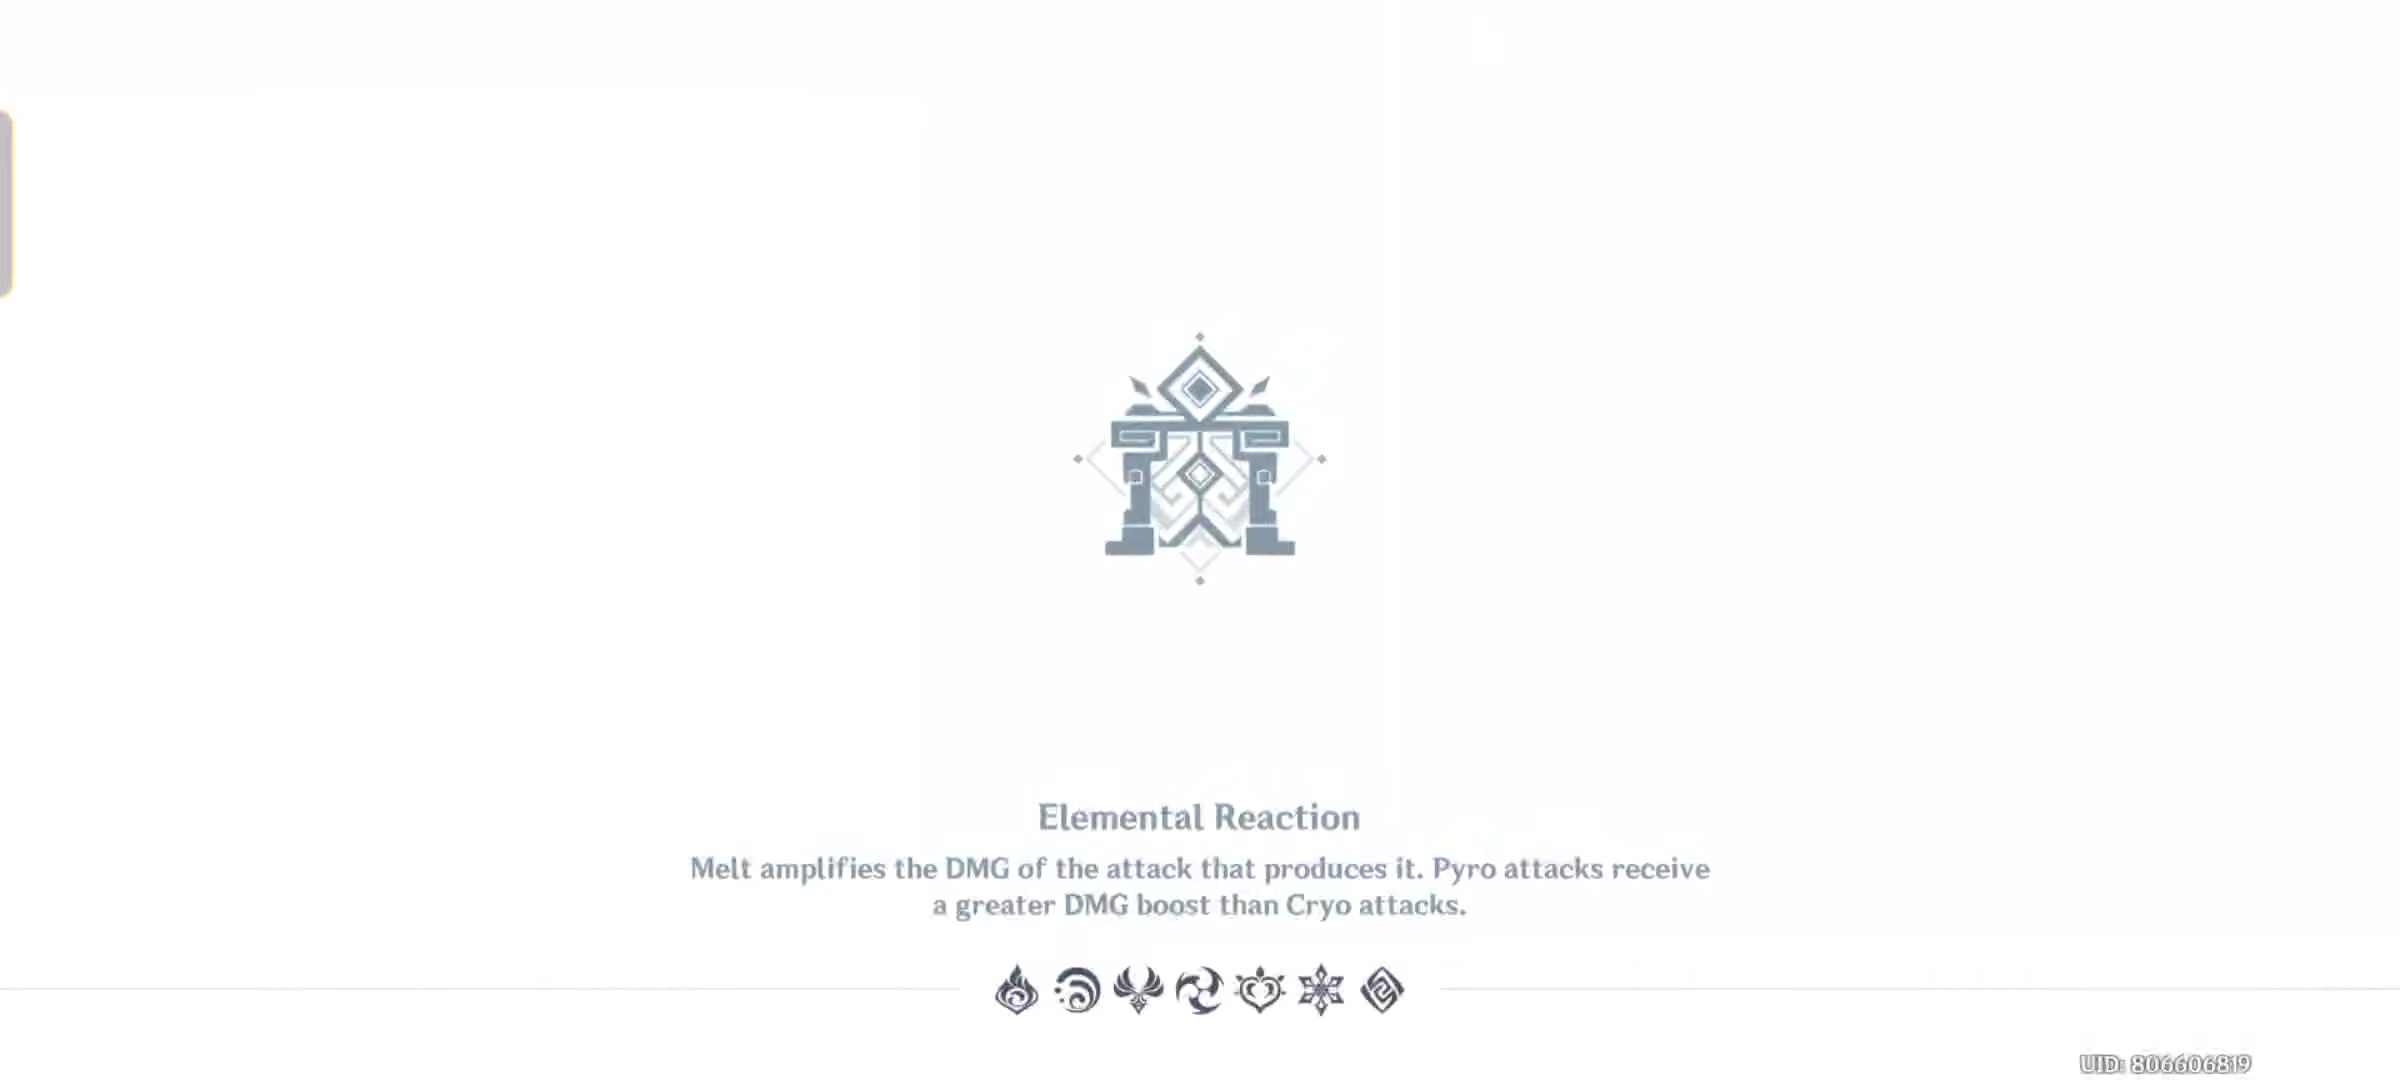 Elemental Reaction
Melt amplifies the DMG of the attack that produces it. Pyro attacks receive
a greater DMG boost than Cryo attacks.
UID: 806606819